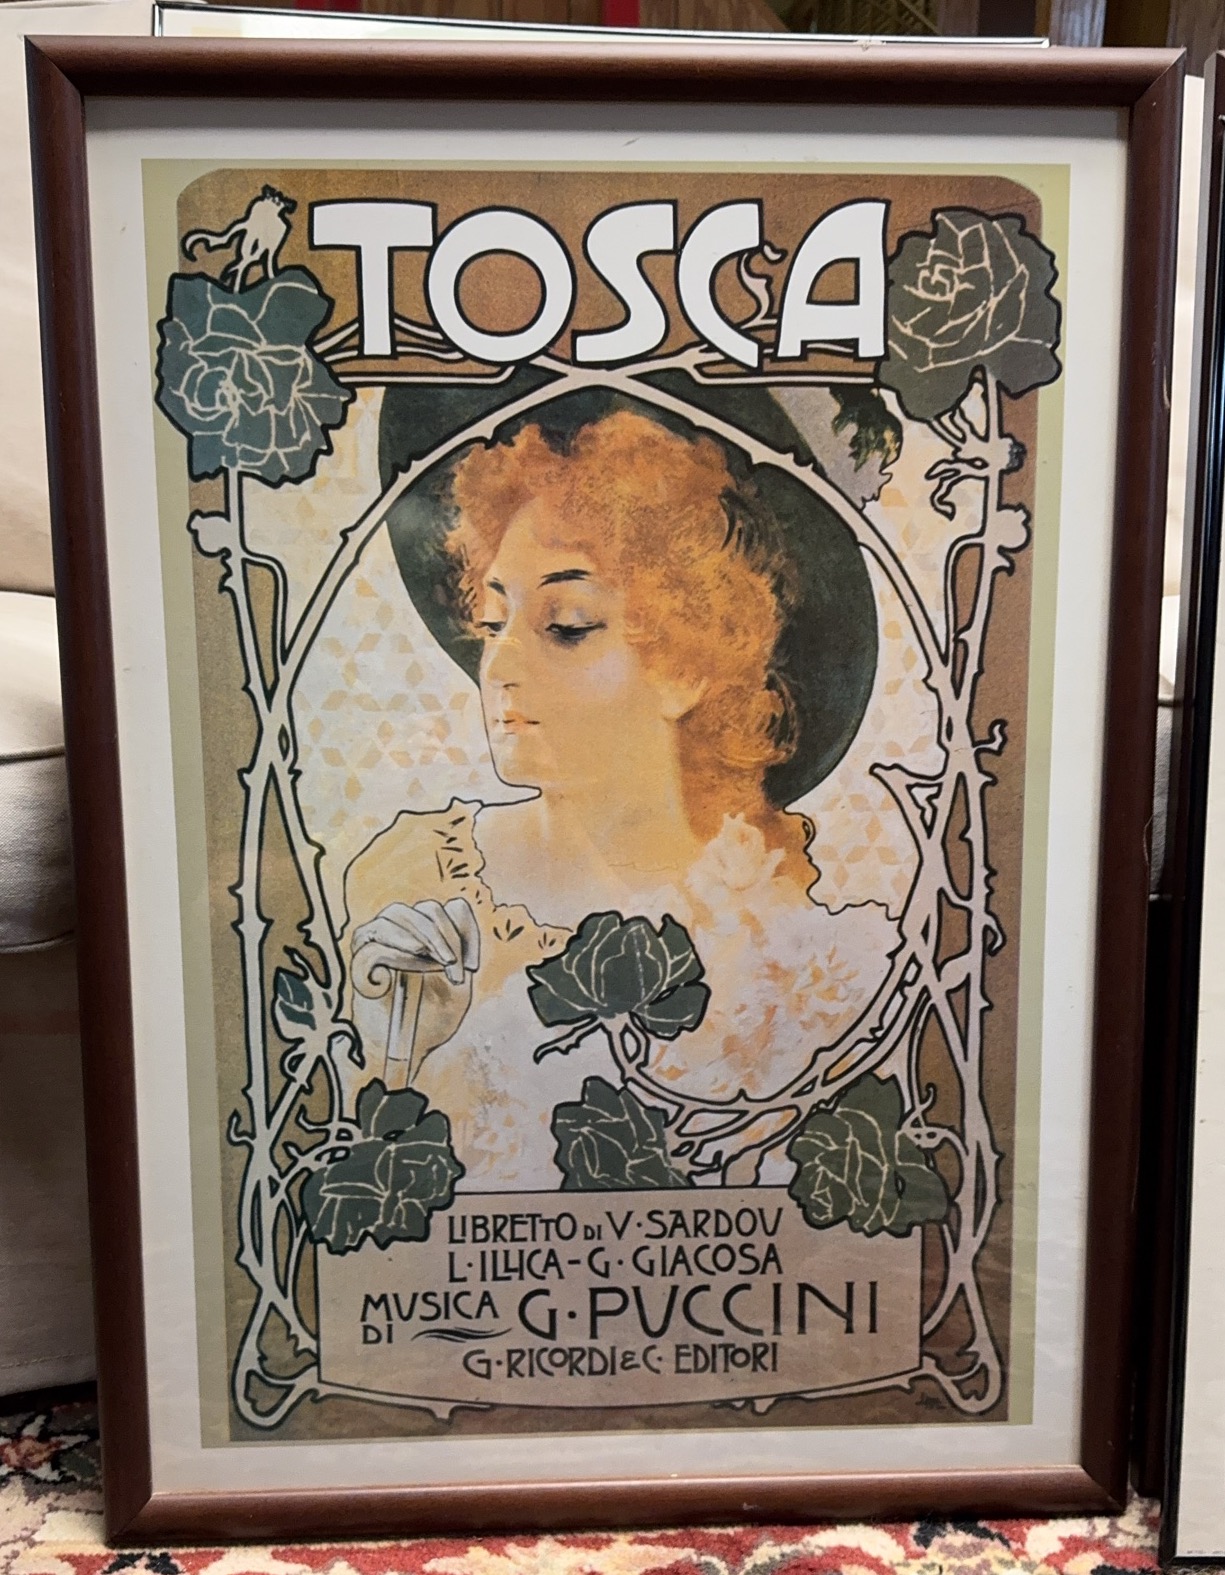 TOSCA
LIBRETTO DI V·SARDOU
L·ILLICA-G·GIACOSA
MUSICA DI G·PUCCINI
G·RICORDI & C· EDITORI